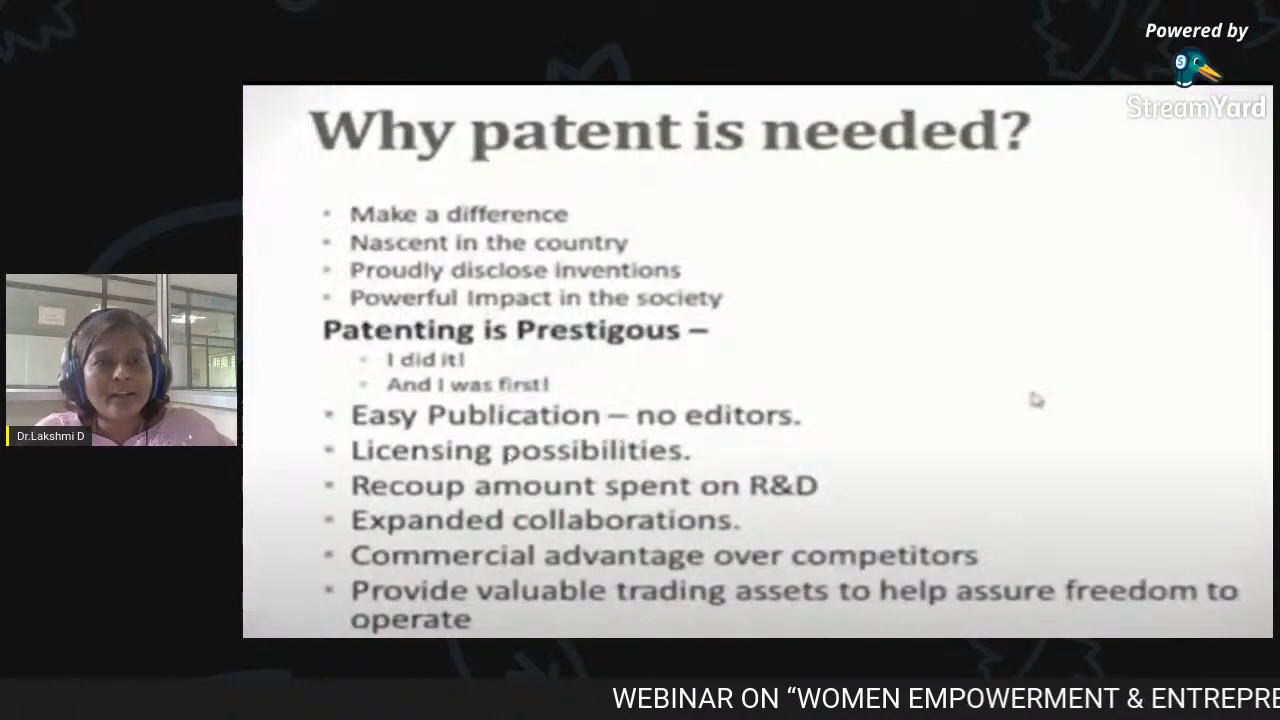 Powered by
StreamYard
Why patent is needed?
• Make a difference
• Nascent in the country
• Proudly disclose inventions
• Powerful Impact in the society
Patenting is Prestigous –
• I did it!
• And I was first!
• Easy Publication – no editors.
• Licensing possibilities.
• Recoup amount spent on R&D
• Expanded collaborations.
• Commercial advantage over competitors
• Provide valuable trading assets to help assure freedom to
operate
Dr.Lakshmi D
WEBINAR ON “WOMEN EMPOWERMENT & ENTREPRE